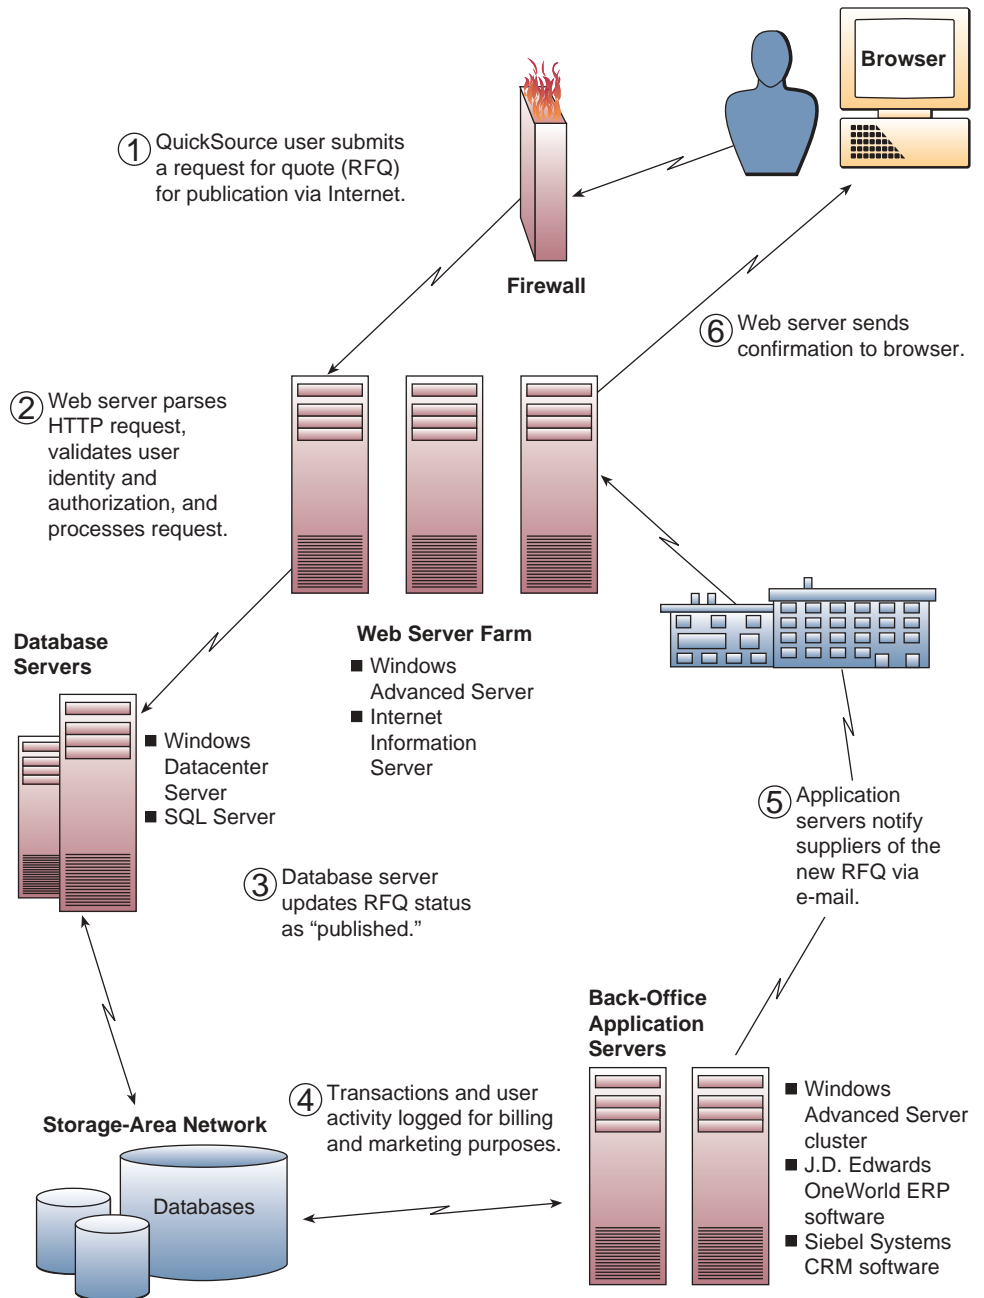 Browser
① QuickSource user submits
a request for quote (RFQ)
for publication via Internet.
Firewall
⑥ Web server sends
confirmation to browser.
② Web server parses
HTTP request,
validates user
identity and
authorization, and
processes request.
Database
Servers
Web Server Farm
■ Windows
Advanced Server
■ Internet
Information
Server
■ Windows
Datacenter
Server
■ SQL Server
⑤ Application
servers notify
suppliers of the
new RFQ via
e-mail.
③ Database server
updates RFQ status
as “published.”
Back-Office
Application
Servers
④ Transactions and user
activity logged for billing
and marketing purposes.
Storage-Area Network
Databases
■ Windows
Advanced Server
cluster
■ J.D. Edwards
OneWorld ERP
software
■ Siebel Systems
CRM software